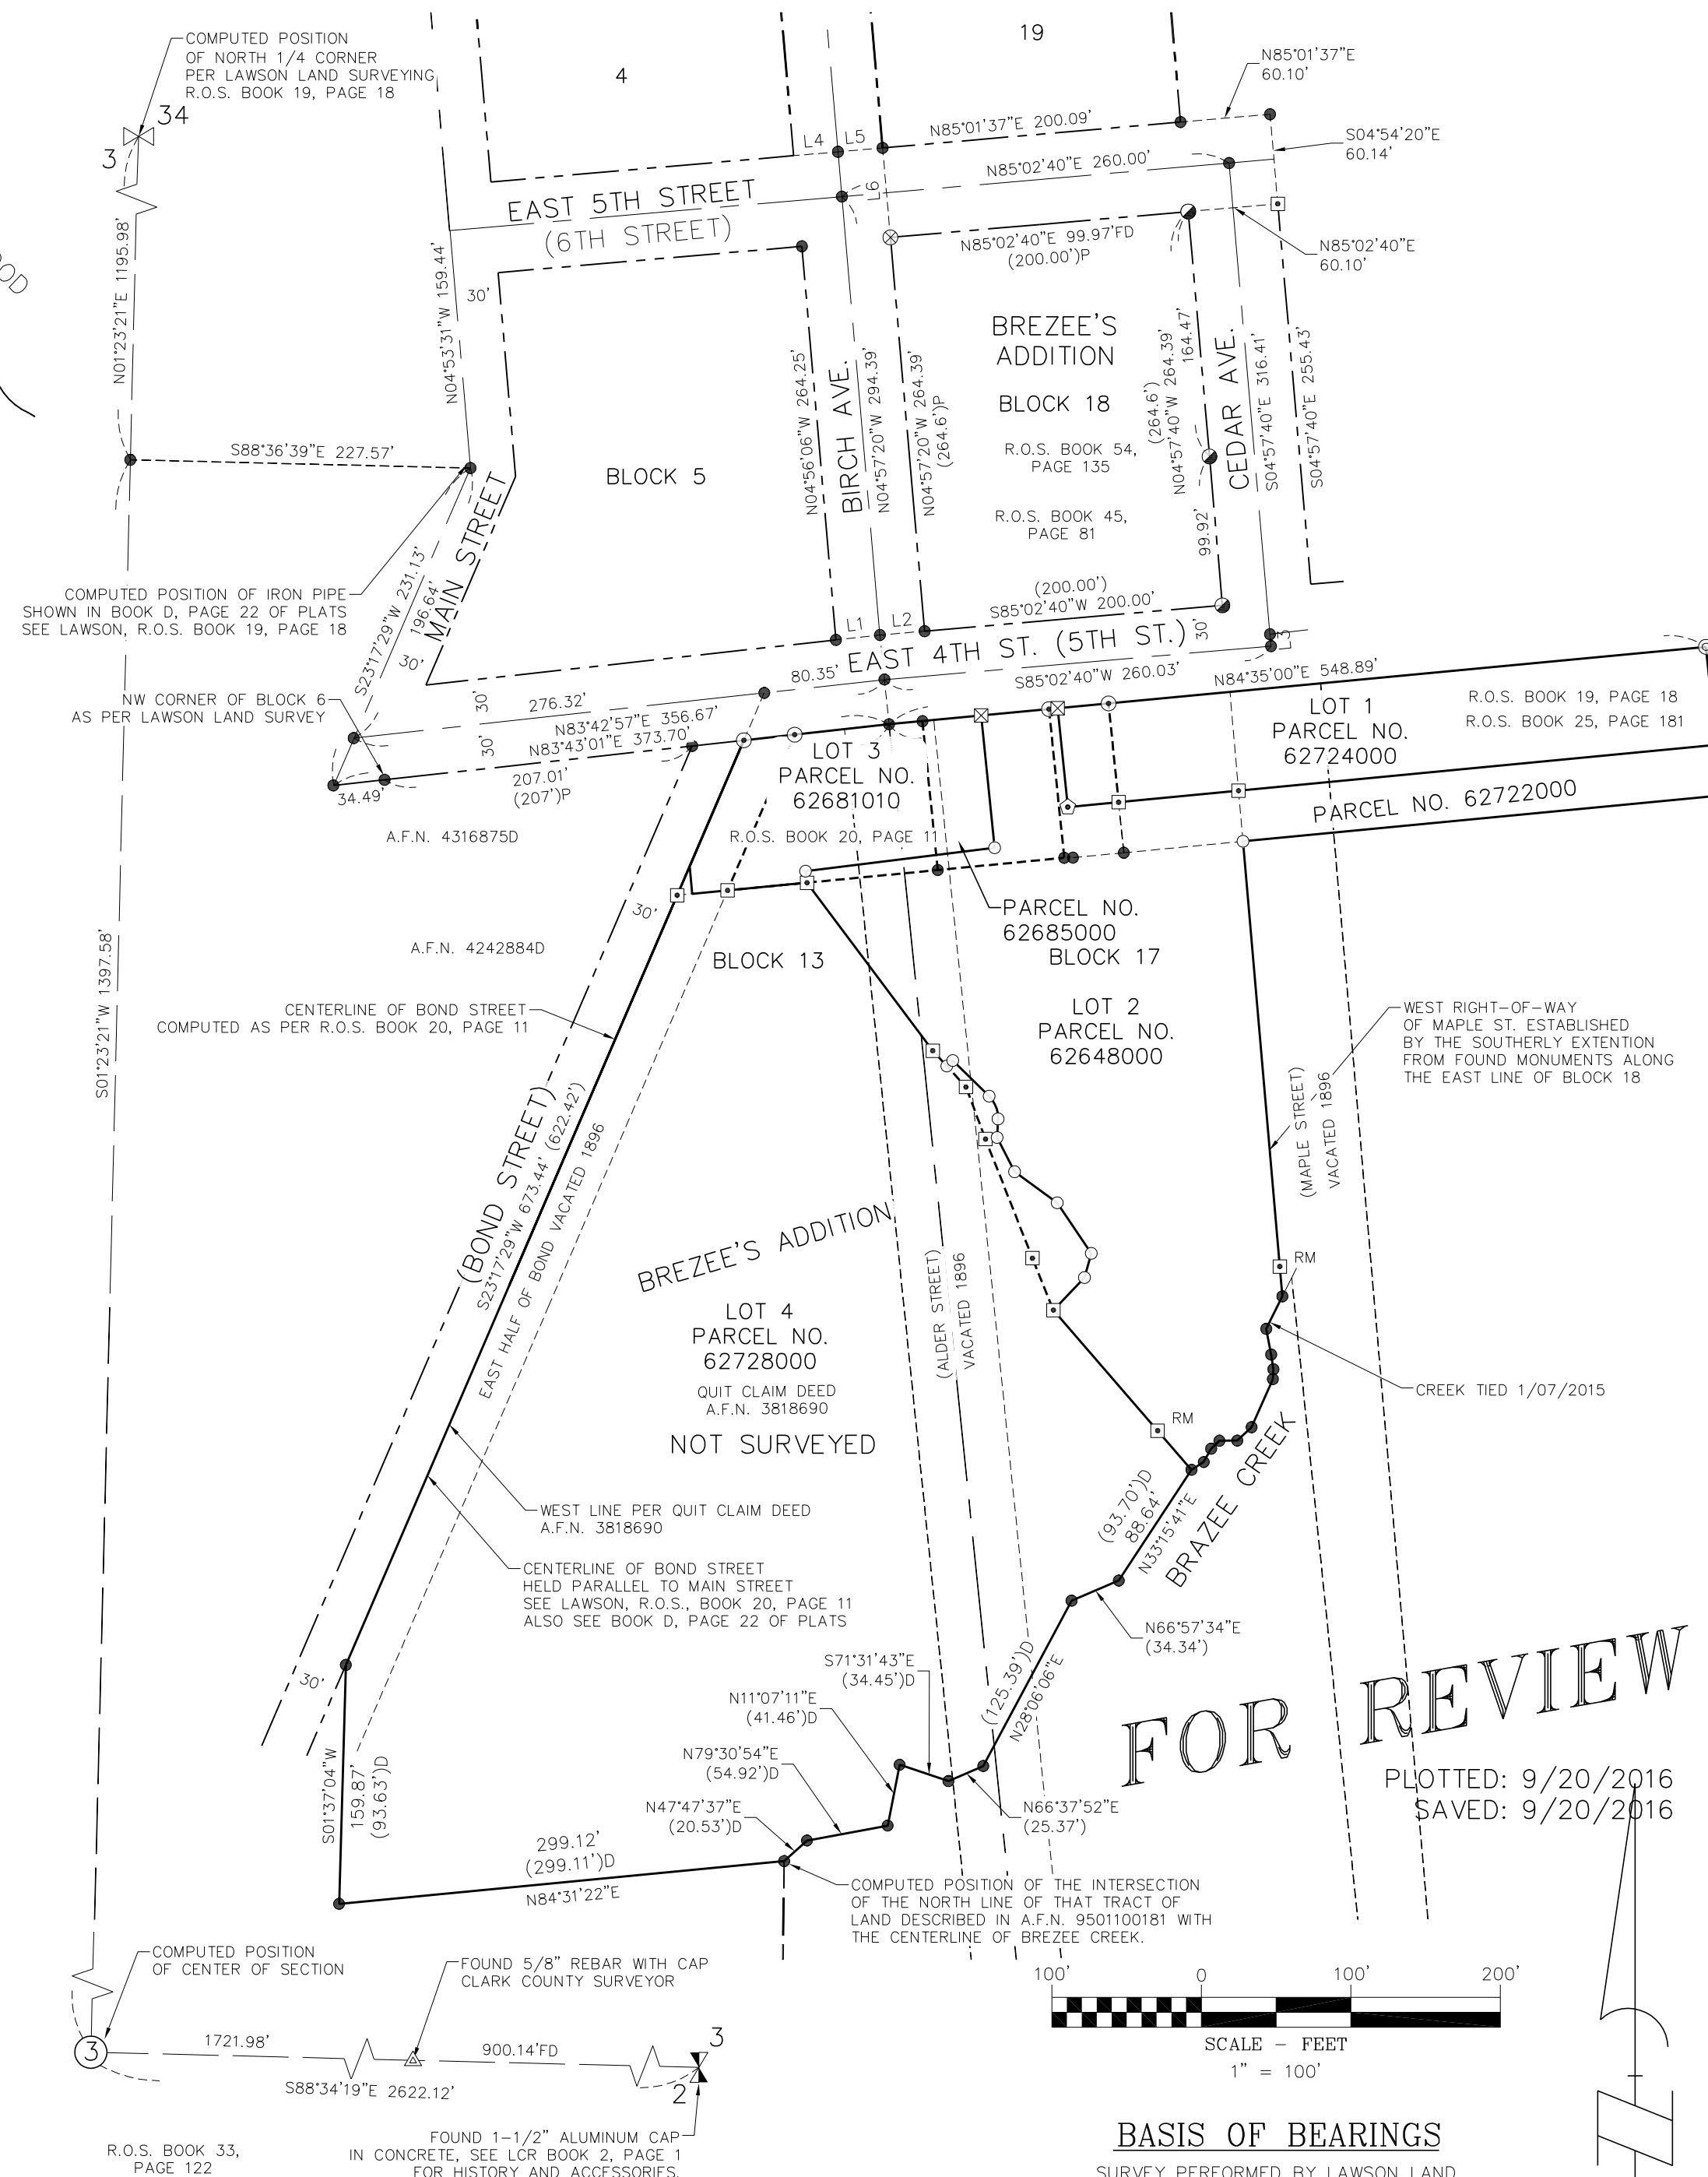 COMPUTED POSITION
OF NORTH 1/4 CORNER
PER LAWSON LAND SURVEYING
R.O.S. BOOK 19, PAGE 18
34
3
4
19
N85°01'37"E
60.10'
L4
L5
N85°01'37"E 200.09'
S04°54'20"E
60.14'
EAST 5TH STREET
(6TH STREET)
L6
N85°02'40"E 260.00'
N85°02'40"E 99.97'FD
(200.00')P
N85°02'40"E
60.10'
N01°23'21"E 1195.98'
N04°53'31"W 159.44'
30'
BREZEE'S
ADDITION
BLOCK 18
R.O.S. BOOK 54,
PAGE 135
R.O.S. BOOK 45,
PAGE 81
N04°56'06"W 264.25'
BIRCH AVE.
N04°57'20"W 294.39'
N04°57'20"W 264.39'
(264.6')P
(264.6')
N04°57'40"W 264.39'
164.47'
99.92'
CEDAR AVE.
S04°57'40"E 316.41'
S04°57'40"E 255.43'
S88°36'39"E 227.57'
BLOCK 5
MAIN STREET
S23°17'29"W 231.13'
196.64'
30'
COMPUTED POSITION OF IRON PIPE
SHOWN IN BOOK D, PAGE 22 OF PLATS
SEE LAWSON, R.O.S. BOOK 19, PAGE 18
(200.00')
S85°02'40"W 200.00'
30'
L1
L2
L3
EAST 4TH ST. (5TH ST.)
80.35'
S85°02'40"W 260.03'
N84°35'00"E 548.89'
NW CORNER OF BLOCK 6
AS PER LAWSON LAND SURVEY
30'
276.32'
N83°42'57"E 356.67'
30'
N83°43'01"E 373.70'
207.01'
(207')P
34.49'
LOT 1
PARCEL NO.
62724000
R.O.S. BOOK 19, PAGE 18
R.O.S. BOOK 25, PAGE 181
LOT 3
PARCEL NO.
62681010
PARCEL NO. 62722000
A.F.N. 4316875D
R.O.S. BOOK 20, PAGE 11
PARCEL NO.
62685000
30'
A.F.N. 4242884D
BLOCK 13
BLOCK 17
LOT 2
PARCEL NO.
62648000
CENTERLINE OF BOND STREET
COMPUTED AS PER R.O.S. BOOK 20, PAGE 11
WEST RIGHT-OF-WAY
OF MAPLE ST. ESTABLISHED
BY THE SOUTHERLY EXTENTION
FROM FOUND MONUMENTS ALONG
THE EAST LINE OF BLOCK 18
S01°23'21"W 1397.58'
(BOND STREET)
S23°17'29"W 673.44' (622.42')
EAST HALF OF BOND VACATED 1896
(MAPLE STREET)
VACATED 1896
BREZEE'S ADDITION
(ALDER STREET)
VACATED 1896
RM
LOT 4
PARCEL NO.
62728000
QUIT CLAIM DEED
A.F.N. 3818690
NOT SURVEYED
CREEK TIED 1/07/2015
RM
BRAZEE CREEK
WEST LINE PER QUIT CLAIM DEED
A.F.N. 3818690
(93.70')D
88.64'
N33°15'41"E
CENTERLINE OF BOND STREET
HELD PARALLEL TO MAIN STREET
SEE LAWSON, R.O.S., BOOK 20, PAGE 11
ALSO SEE BOOK D, PAGE 22 OF PLATS
N66°57'34"E
(34.34')
30'
S71°31'43"E
(34.45')D
(125.39')D
N28°06'06"E
N11°07'11"E
(41.46')D
FOR REVIEW
N79°30'54"E
(54.92')D
S01°37'04"W
159.87'
(93.63')D
PLOTTED: 9/20/2016
SAVED: 9/20/2016
N47°47'37"E
(20.53')D
N66°37'52"E
(25.37')
299.12'
(299.11')D
N84°31'22"E
COMPUTED POSITION OF THE INTERSECTION
OF THE NORTH LINE OF THAT TRACT OF
LAND DESCRIBED IN A.F.N. 9501100181 WITH
THE CENTERLINE OF BREZEE CREEK.
COMPUTED POSITION
OF CENTER OF SECTION
FOUND 5/8" REBAR WITH CAP
CLARK COUNTY SURVEYOR
100' 0 100' 200'
SCALE - FEET
1" = 100'
3
1721.98'
900.14'FD
3
2
S88°34'19"E 2622.12'
R.O.S. BOOK 33,
PAGE 122
FOUND 1-1/2" ALUMINUM CAP
IN CONCRETE, SEE LCR BOOK 2, PAGE 1
FOR HISTORY AND ACCESSORIES.
BASIS OF BEARINGS
SURVEY PERFORMED BY LAWSON LAND